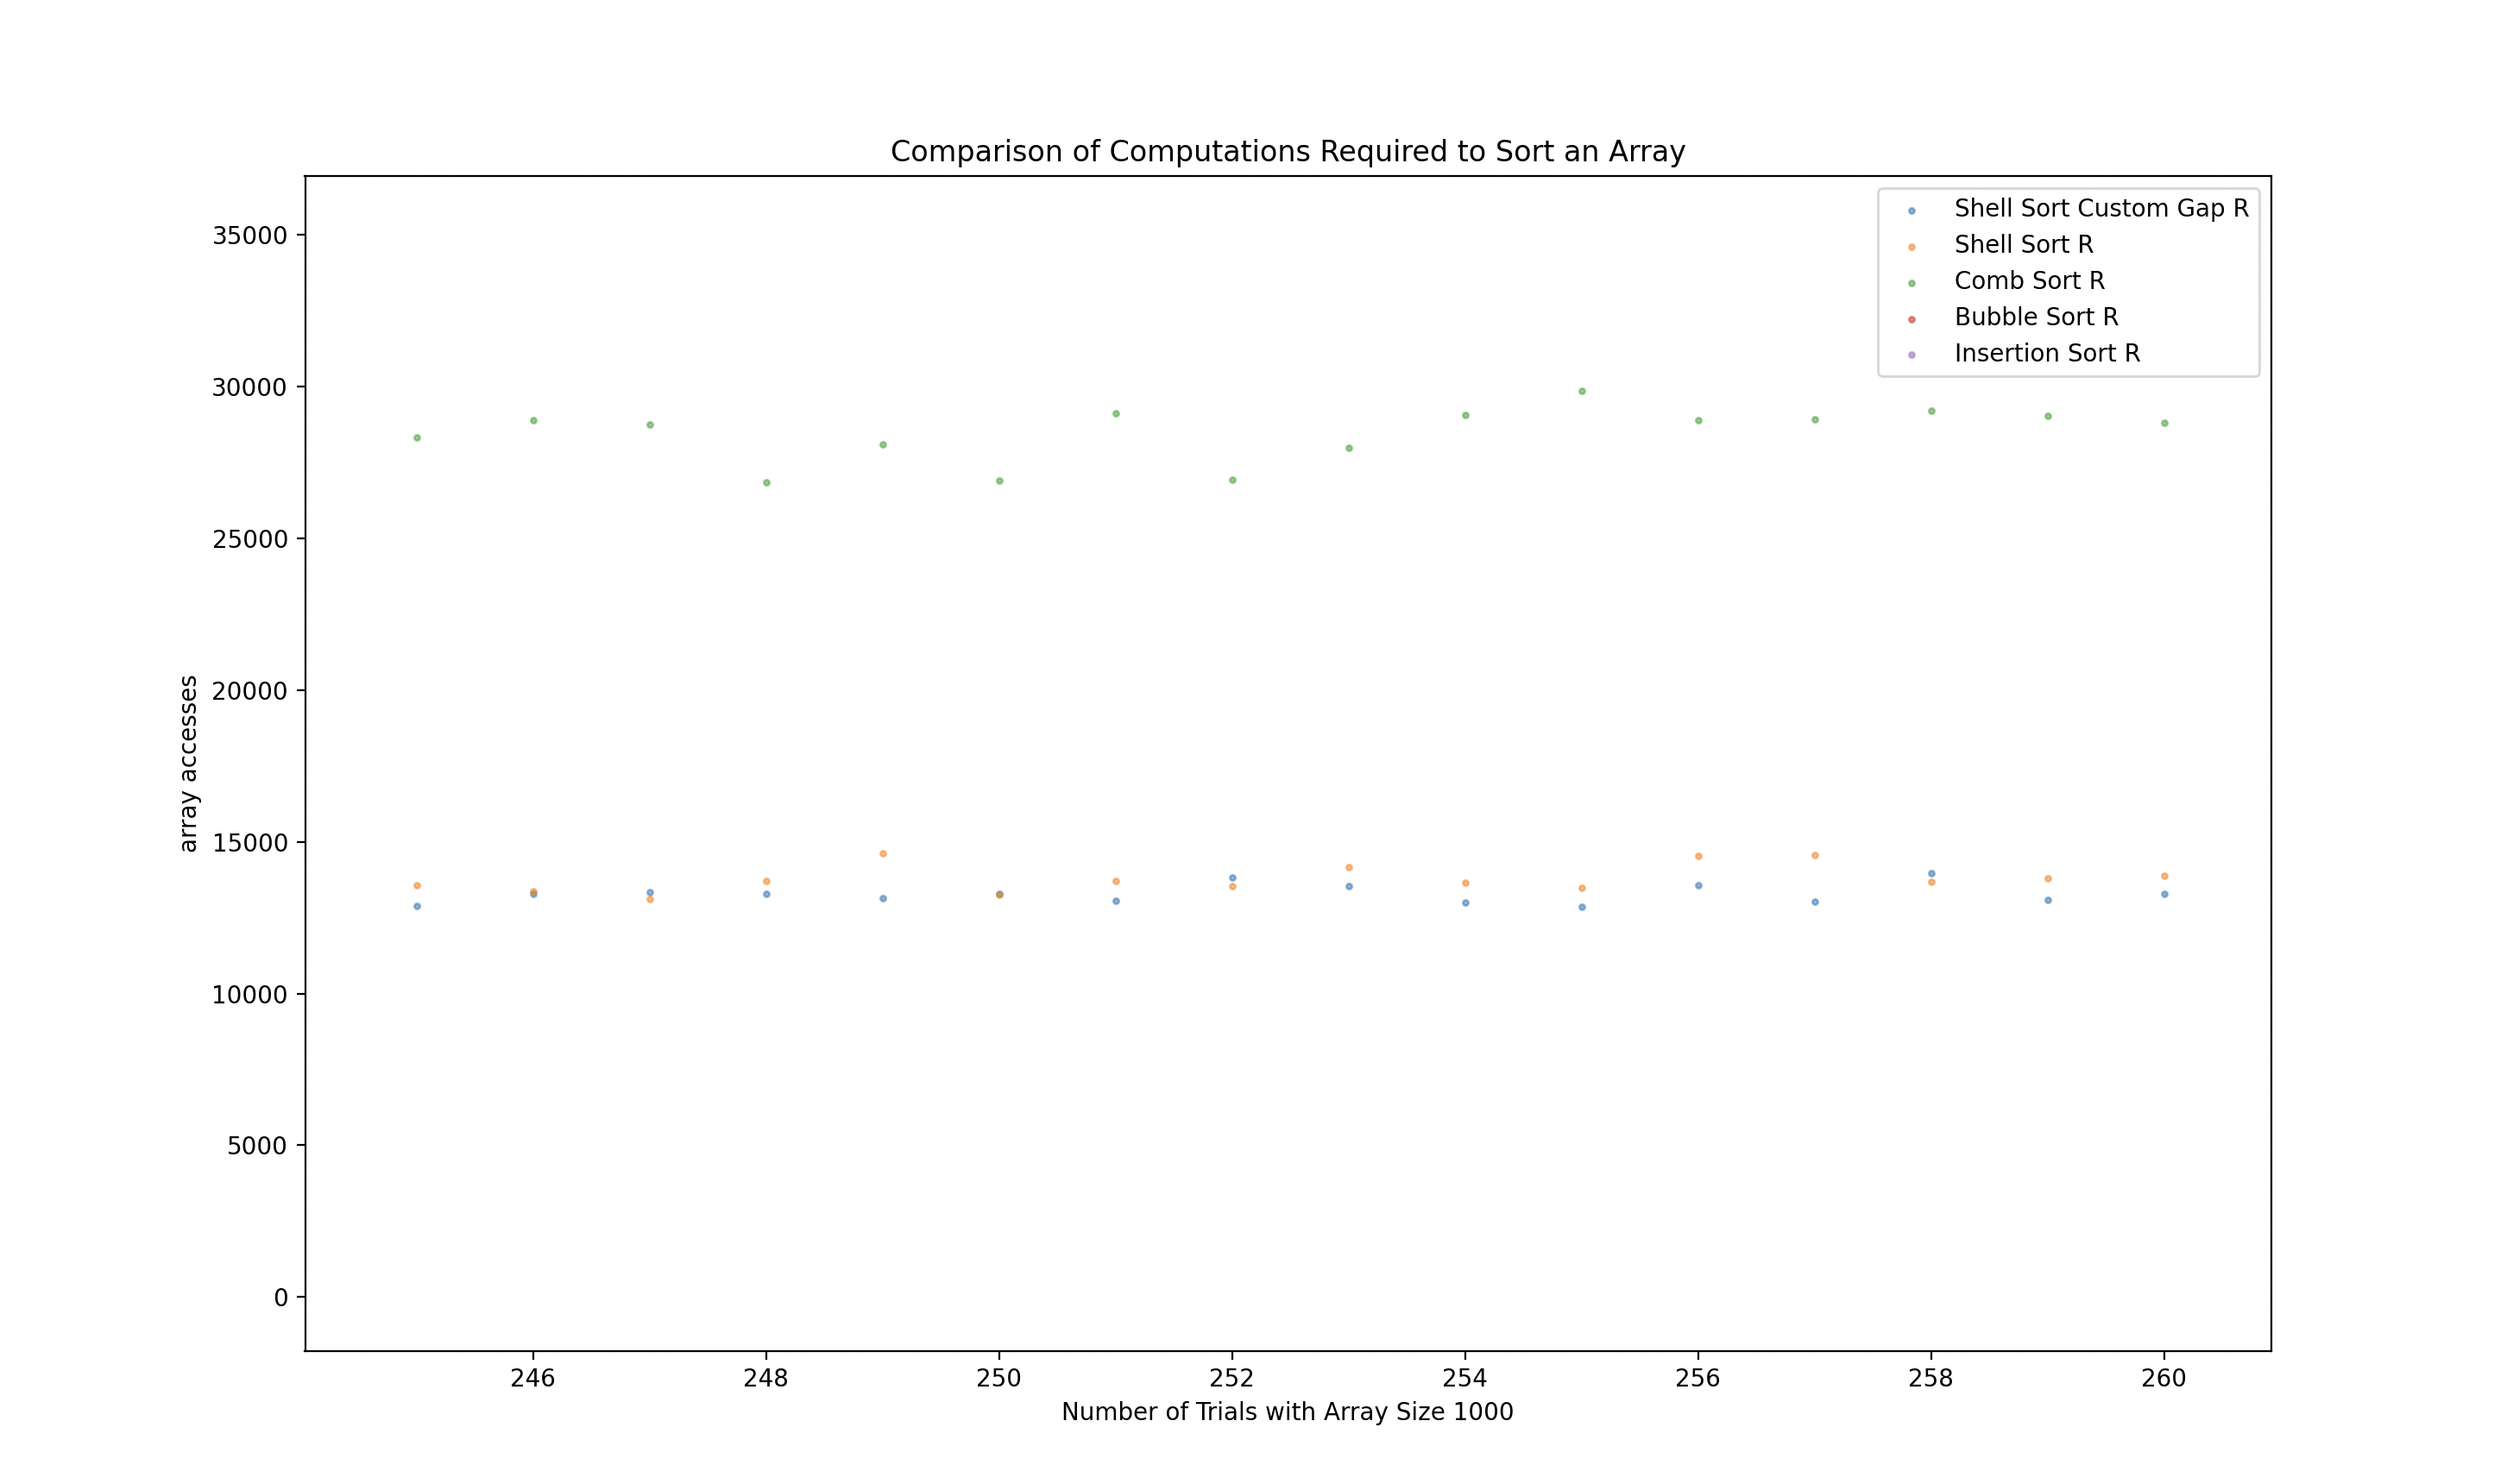 Comparison of Computations Required to Sort an Array
Shell Sort Custom Gap R
Shell Sort R
Comb Sort R
Bubble Sort R
Insertion Sort R
35000
30000
25000
20000
15000
10000
5000
0
array accesses
246 248 250 252 254 256 258 260
Number of Trials with Array Size 1000